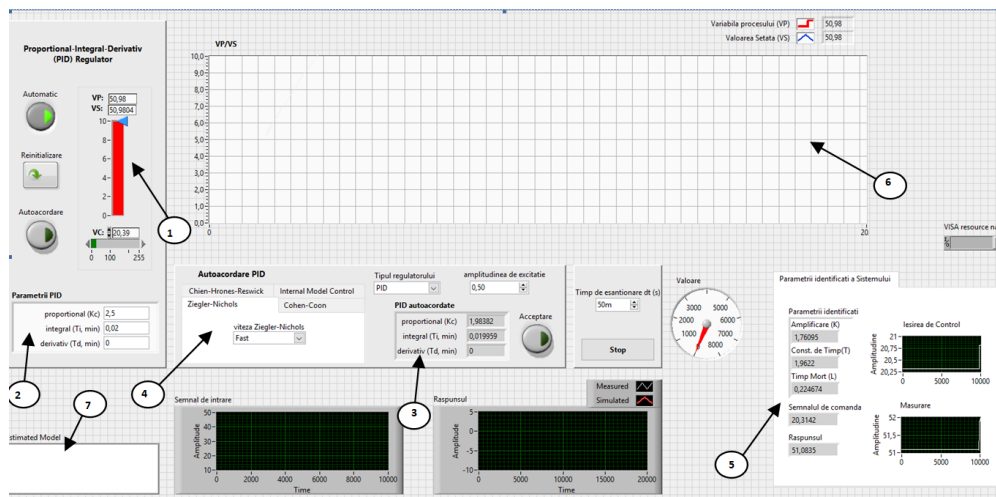 Proportional-Integral-Derivativ
(PID) Regulator
Automatic
VP: 50,98
VS: 50,9804
10
8
6
4
2
0
Reinitializare
Autoacordare
VC: 20,39
0 100 255
1
Parametrii PID
proportional (Kc) 2,5
integral (Ti, min) 0,02
derivativ (Td, min) 0
2
7
VP/VS
Variabila procesului (VP) 50,98
Valoarea Setata (VS) 50,98
10,0
9,0
8,0
7,0
6,0
5,0
4,0
3,0
2,0
1,0
0,0
0
20
6
VISA resource na
Autoacordare PID
Chien-Hrones-Reswick
Internal Model Control
Ziegler-Nichols
Cohen-Coon
viteza Ziegler-Nichols
Fast
4
Tipul regulatorului
PID
amplitudinea de excitatie
0,50
PID autoacordate
proportional (Kc) 1,98382
integral (Ti, min) 0,019959
derivativ (Td, min) 0
Acceptare
3
Timp de esantionare dt (s)
50m
Stop
Valoare
0
1000
2000
3000
4000
5000
6000
7000
8000
Parametrii identificati a Sistemului
Parametrii identificati
Amplificare (K)
1,76095
Const. de Timp(T)
1,9622
Timp Mort (L)
0,224674
Semnalul de comanda
20,3142
Raspunsul
51,0835
5
Iesirea de Control
Amplitudine
21
20,75
20,5
20,25
0 5000 10000
Masurare
Amplitudine
52
51,5
51
0 5000 10000
stimated Model
Semnal de intrare
Amplitude
50
40
30
20
10
0 2000 4000 6000 8000 10000
Time
Raspunsul
Measured
Simulated
Amplitude
5
0
-5
-10
0 5000 10000 15000 20000
Time